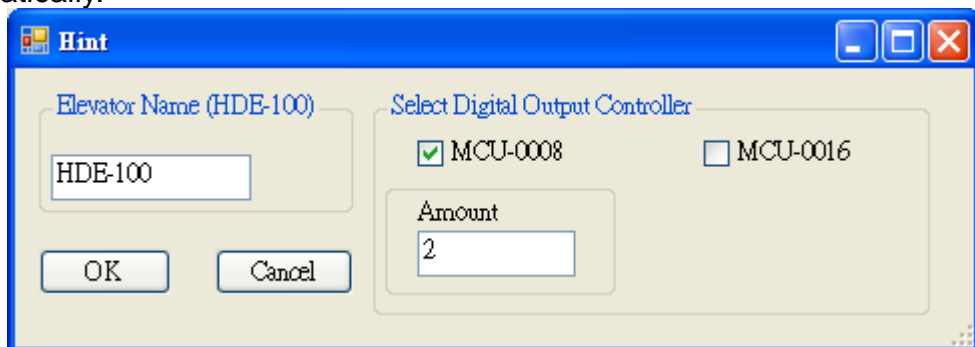 atically.
Hint
Elevator Name (HDE-100)
HDE-100
OK
Cancel
Select Digital Output Controller
MCU-0008
MCU-0016
Amount
2